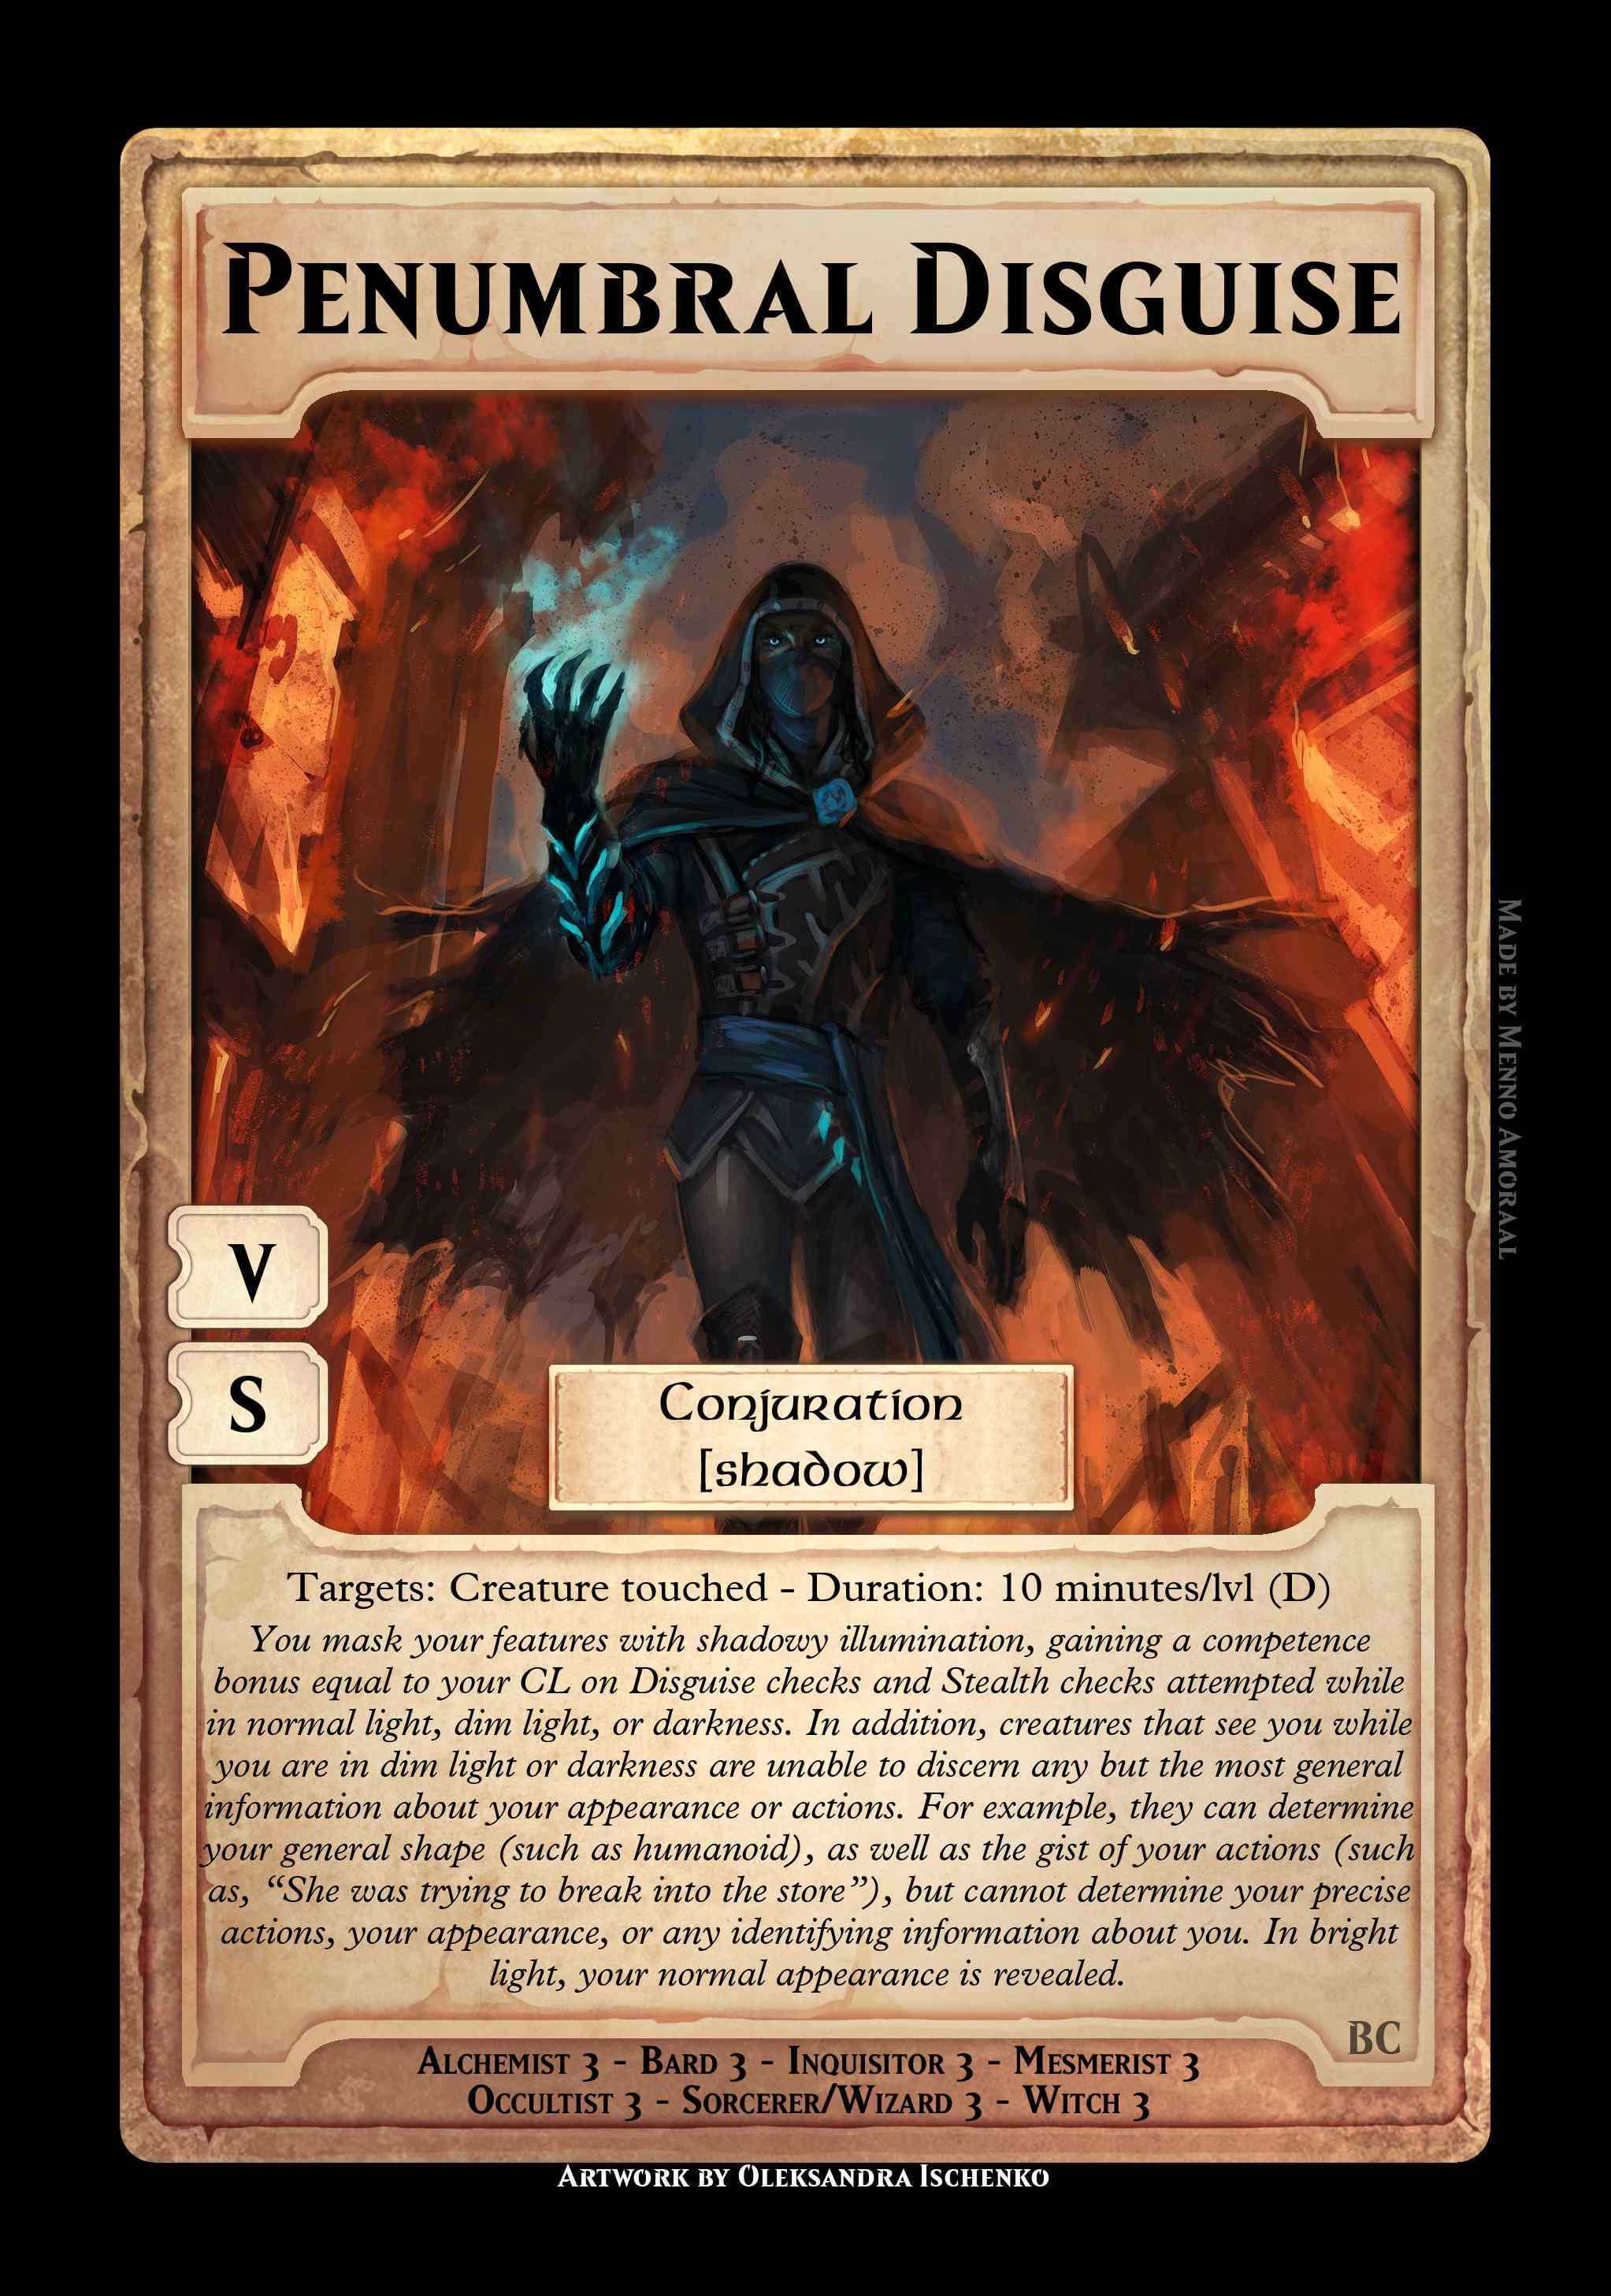 Penumbral Disguise
V
S
Conjuration
[shadow]
Targets: Creature touched - Duration: 10 minutes/lvl (D)
You mask your features with shadowy illumination, gaining a competence
bonus equal to your CL on Disguise checks and Stealth checks attempted while
in normal light, dim light, or darkness. In addition, creatures that see you while
you are in dim light or darkness are unable to discern any but the most general
information about your appearance or actions. For example, they can determine
your general shape (such as humanoid), as well as the gist of your actions (such
as, “She was trying to break into the store”), but cannot determine your precise
actions, your appearance, or any identifying information about you. In bright
light, your normal appearance is revealed.
BC
Alchemist 3 - Bard 3 - Inquisitor 3 - Mesmerist 3
Occultist 3 - Sorcerer/Wizard 3 - Witch 3
Artwork by Oleksandra Ischenko
Made by Menno Amoraal